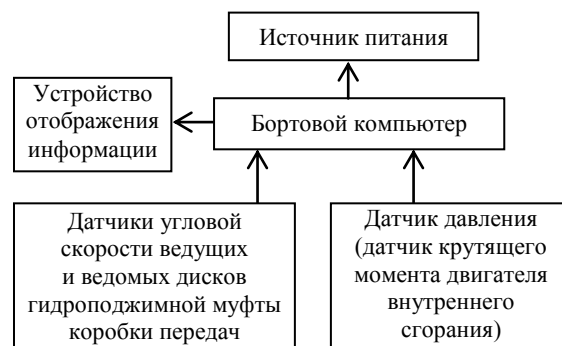 Источник питания
Устройство
отображения
информации
Бортовой компьютер
Датчики угловой
скорости ведущих
и ведомых дисков
гидроподжимной муфты
коробки передач
Датчик давления
(датчик крутящего
момента двигателя
внутреннего
сгорания)